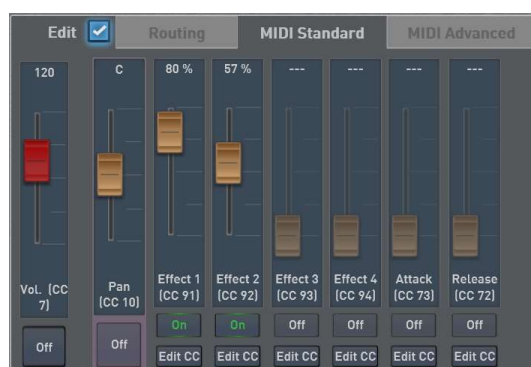 Edit Routing MIDI Standard MIDI Advanced
120 C 80 % 57 % --- --- --- ---
Vol. (CC 7) Pan (CC 10) Effect 1 (CC 91) Effect 2 (CC 92) Effect 3 (CC 93) Effect 4 (CC 94) Attack (CC 73) Release (CC 72)
Off Off On On Off Off Off Off
Edit CC Edit CC Edit CC Edit CC Edit CC Edit CC